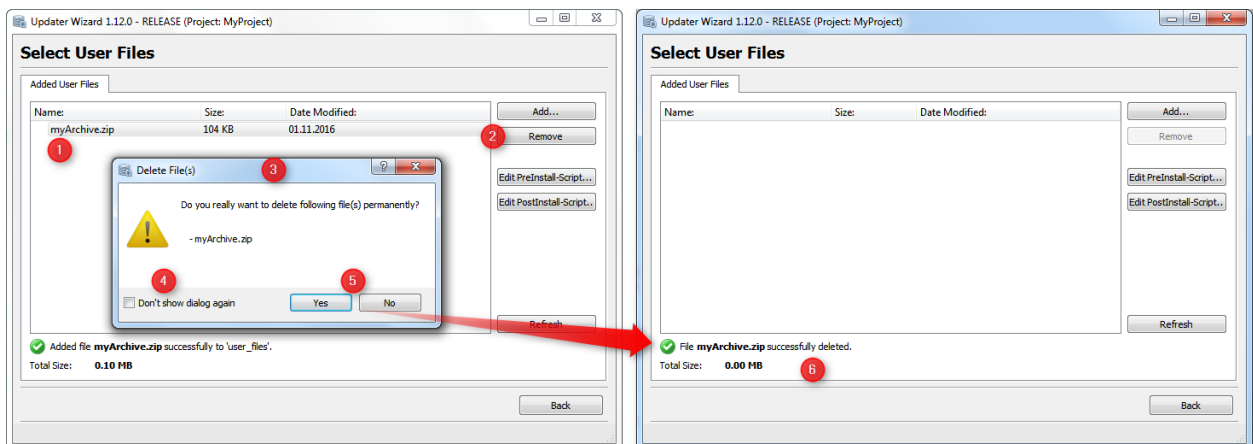 Updater Wizard 1.12.0 - RELEASE (Project: MyProject)
Select User Files
Added User Files
Name: Size: Date Modified:
myArchive.zip 104 KB 01.11.2016
1
Add...
2
Remove
Edit PreInstall-Script...
Edit PostInstall-Script..
Refresh
Delete File(s)
3
?
Do you really want to delete following file(s) permanently?
- myArchive.zip
4
5
Don't show dialog again
Yes
No
Added file myArchive.zip successfully to 'user_files'.
Total Size: 0.10 MB
Back
Updater Wizard 1.12.0 - RELEASE (Project: MyProject)
Select User Files
Added User Files
Name: Size: Date Modified:
Add...
Remove
Edit PreInstall-Script...
Edit PostInstall-Script..
Refresh
File myArchive.zip successfully deleted.
Total Size: 0.00 MB
6
Back